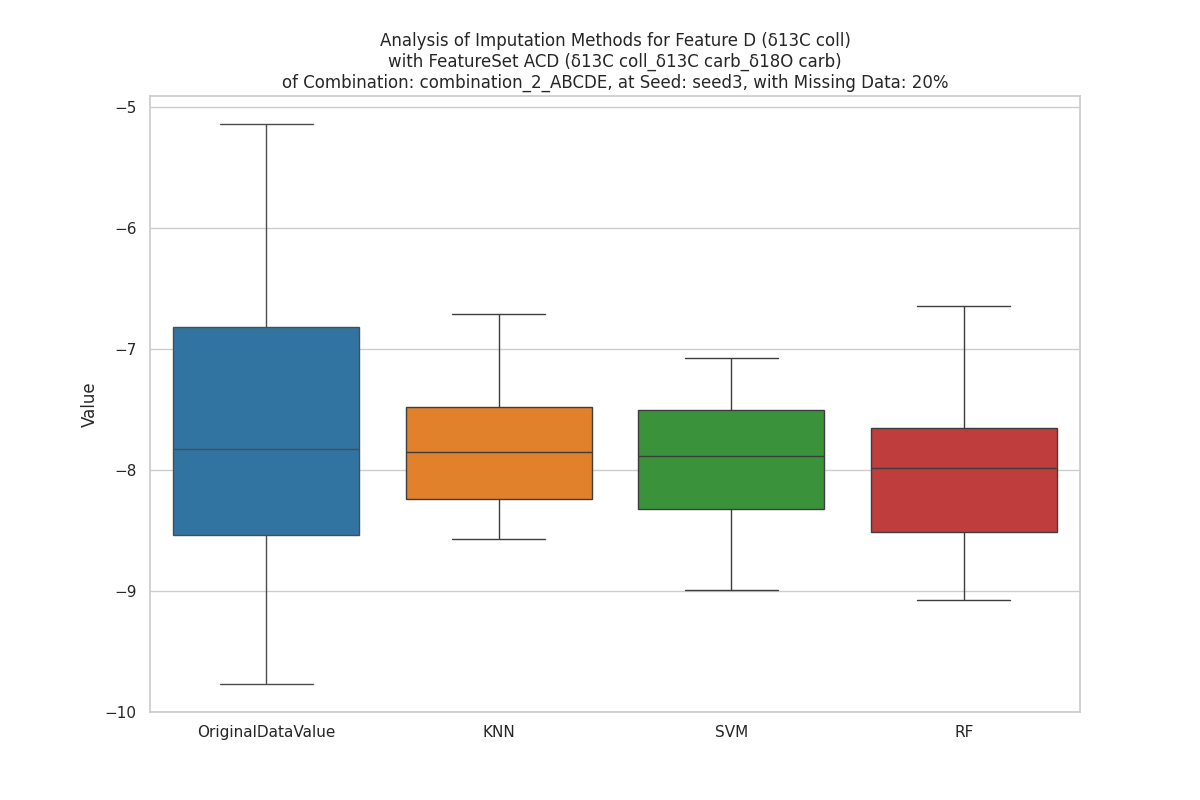 Analysis of Imputation Methods for Feature D (δ13C coll)
with FeatureSet ACD (δ13C coll_δ13C carb_δ18O carb)
of Combination: combination_2_ABCDE, at Seed: seed3, with Missing Data: 20%
−5
−6
−7
−8
−9
−10
Value
OriginalDataValue KNN SVM RF